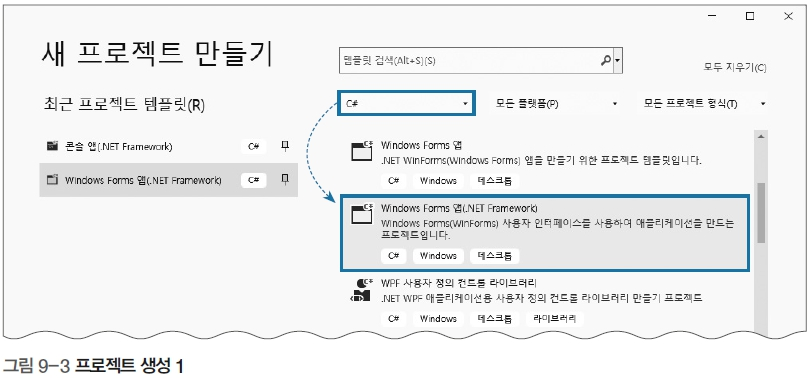 새 프로젝트 만들기
템플릿 검색(Alt+S)(S)
모두 지우기(C)
최근 프로젝트 템플릿(R)
C#
모든 플랫폼(P)
모든 프로젝트 형식(T)
콘솔 앱(.NET Framework)
C#
Windows Forms 앱(.NET Framework)
C#
Windows Forms 앱
.NET WinForms(Windows Forms) 앱을 만들기 위한 프로젝트 템플릿입니다.
C# Windows 데스크톱
Windows Forms 앱(.NET Framework)
Windows Forms(WinForms) 사용자 인터페이스를 사용하여 애플리케이션을 만드는
프로젝트입니다.
C# Windows 데스크톱
WPF 사용자 정의 컨트롤 라이브러리
.NET WPF 애플리케이션용 사용자 정의 컨트롤 라이브러리 만들기 프로젝트
C# Windows 데스크톱 라이브러리
그림 9-3 프로젝트 생성 1